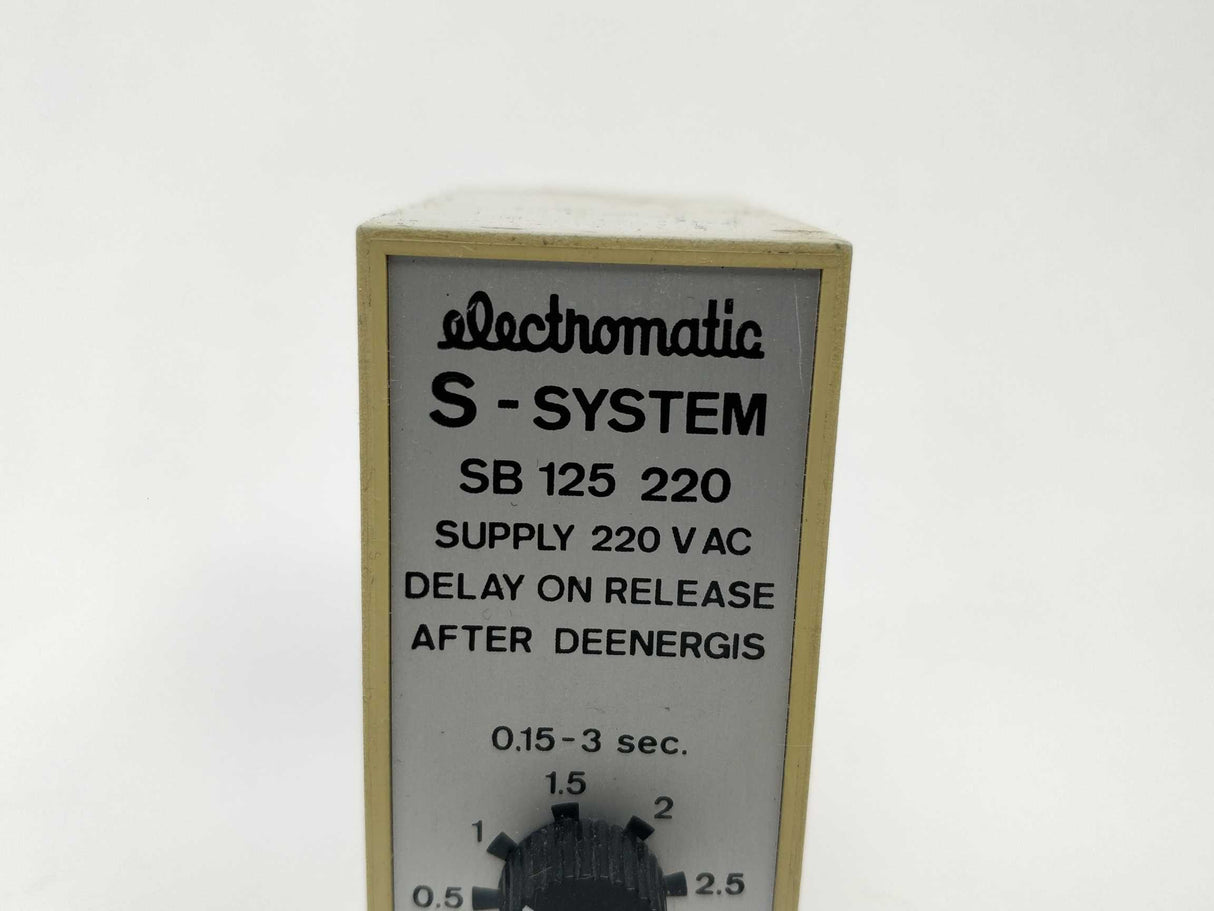 electromatic
S - SYSTEM
SB 125 220
SUPPLY 220 V AC
DELAY ON RELEASE
AFTER DEENERGIS
0.15 - 3 sec.
1.5
1 2
0.5 2.5